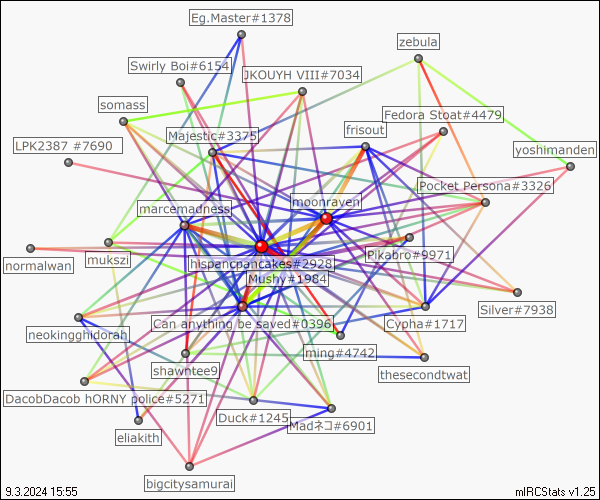 Eg.Master#1378
zebula
Swirly Boi#6154
JKOUYH VIII#7034
somass
Fedora Stoat#4479
Majestic#3375
frisout
LPK2387 #7690
yoshimanden
Pocket Persona#3326
moonraven
marcemadness
Pikabro#9971
normalwan
mukszi
hispanicpancakes#2928
Mushy#1984
Silver#7938
Can anything be saved#0396
Cypha#1717
neokingghidorah
ming#4742
shawntee9
thesecondtwat
DacobDacob hORNY police#5271
Duck#1245
Madネコ#6901
eliakith
bigcitysamurai
9.3.2024 15:55
mIRCStats v1.25